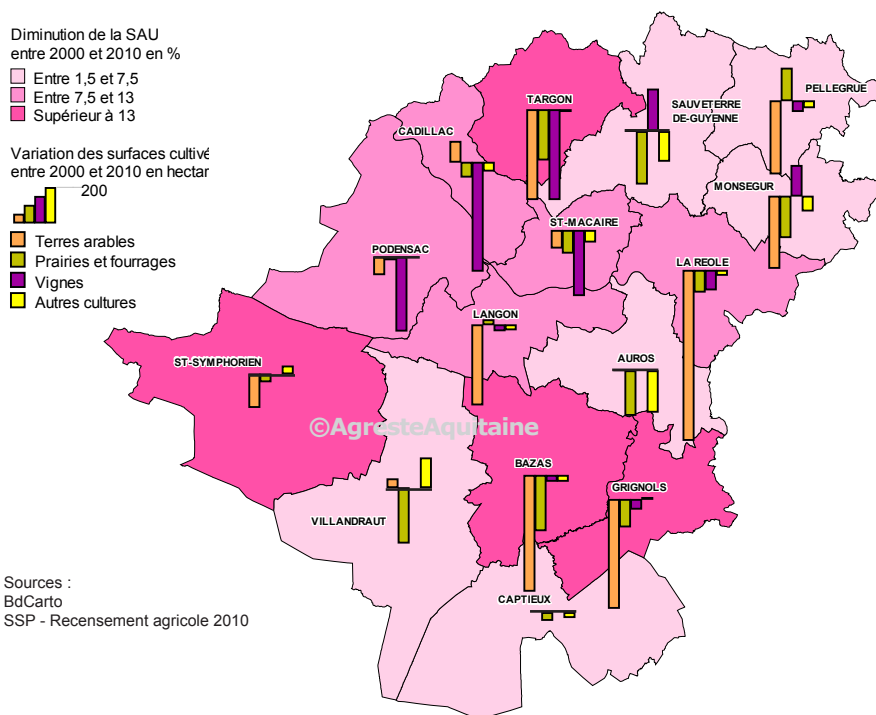 Diminution de la SAU
entre 2000 et 2010 en %
Entre 1,5 et 7,5
Entre 7,5 et 13
Supérieur à 13
Variation des surfaces cultivé
entre 2000 et 2010 en hectar
200
Terres arables
Prairies et fourrages
Vignes
Autres cultures
TARGON
SAUVETERRE
DE-GUYENNE
PELLEGRUE
CADILLAC
MONSEGUR
ST-MACAIRE
PODENSAC
LA REOLE
LANGON
AUROS
ST-SYMPHORIEN
©AgresteAquitaine
BAZAS
GRIGNOLS
VILLANDRAUT
CAPTIEUX
Sources :
BdCarto
SSP - Recensement agricole 2010